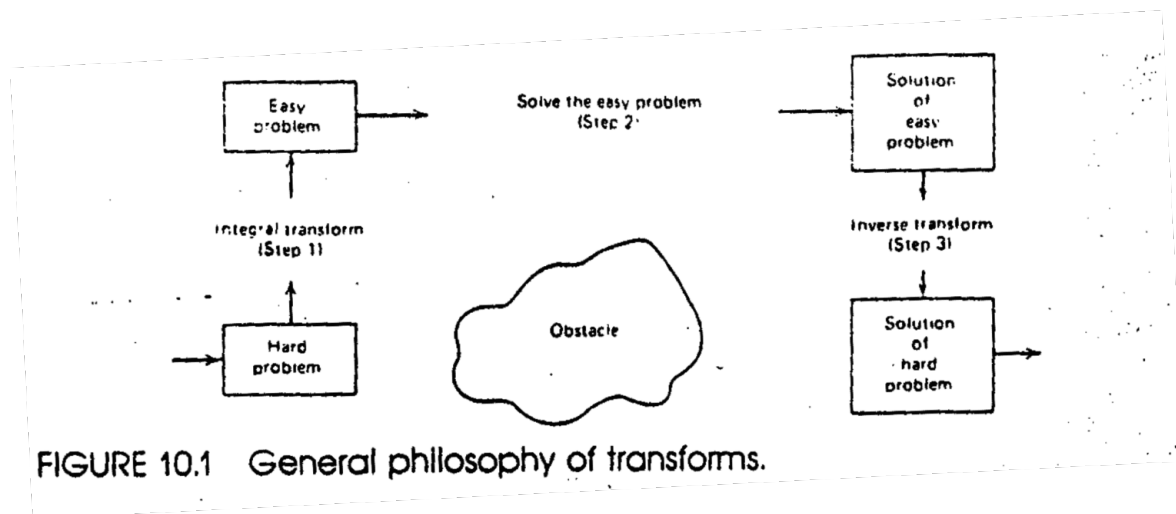 Easy
problem
Solve the easy problem
(Step 2)
Solution
of
easy
problem
Integral transform
(Step 1)
Inverse transform
(Step 3)
Hard
problem
Obstacle
Solution
of
hard
problem
FIGURE 10.1 General philosophy of transforms.